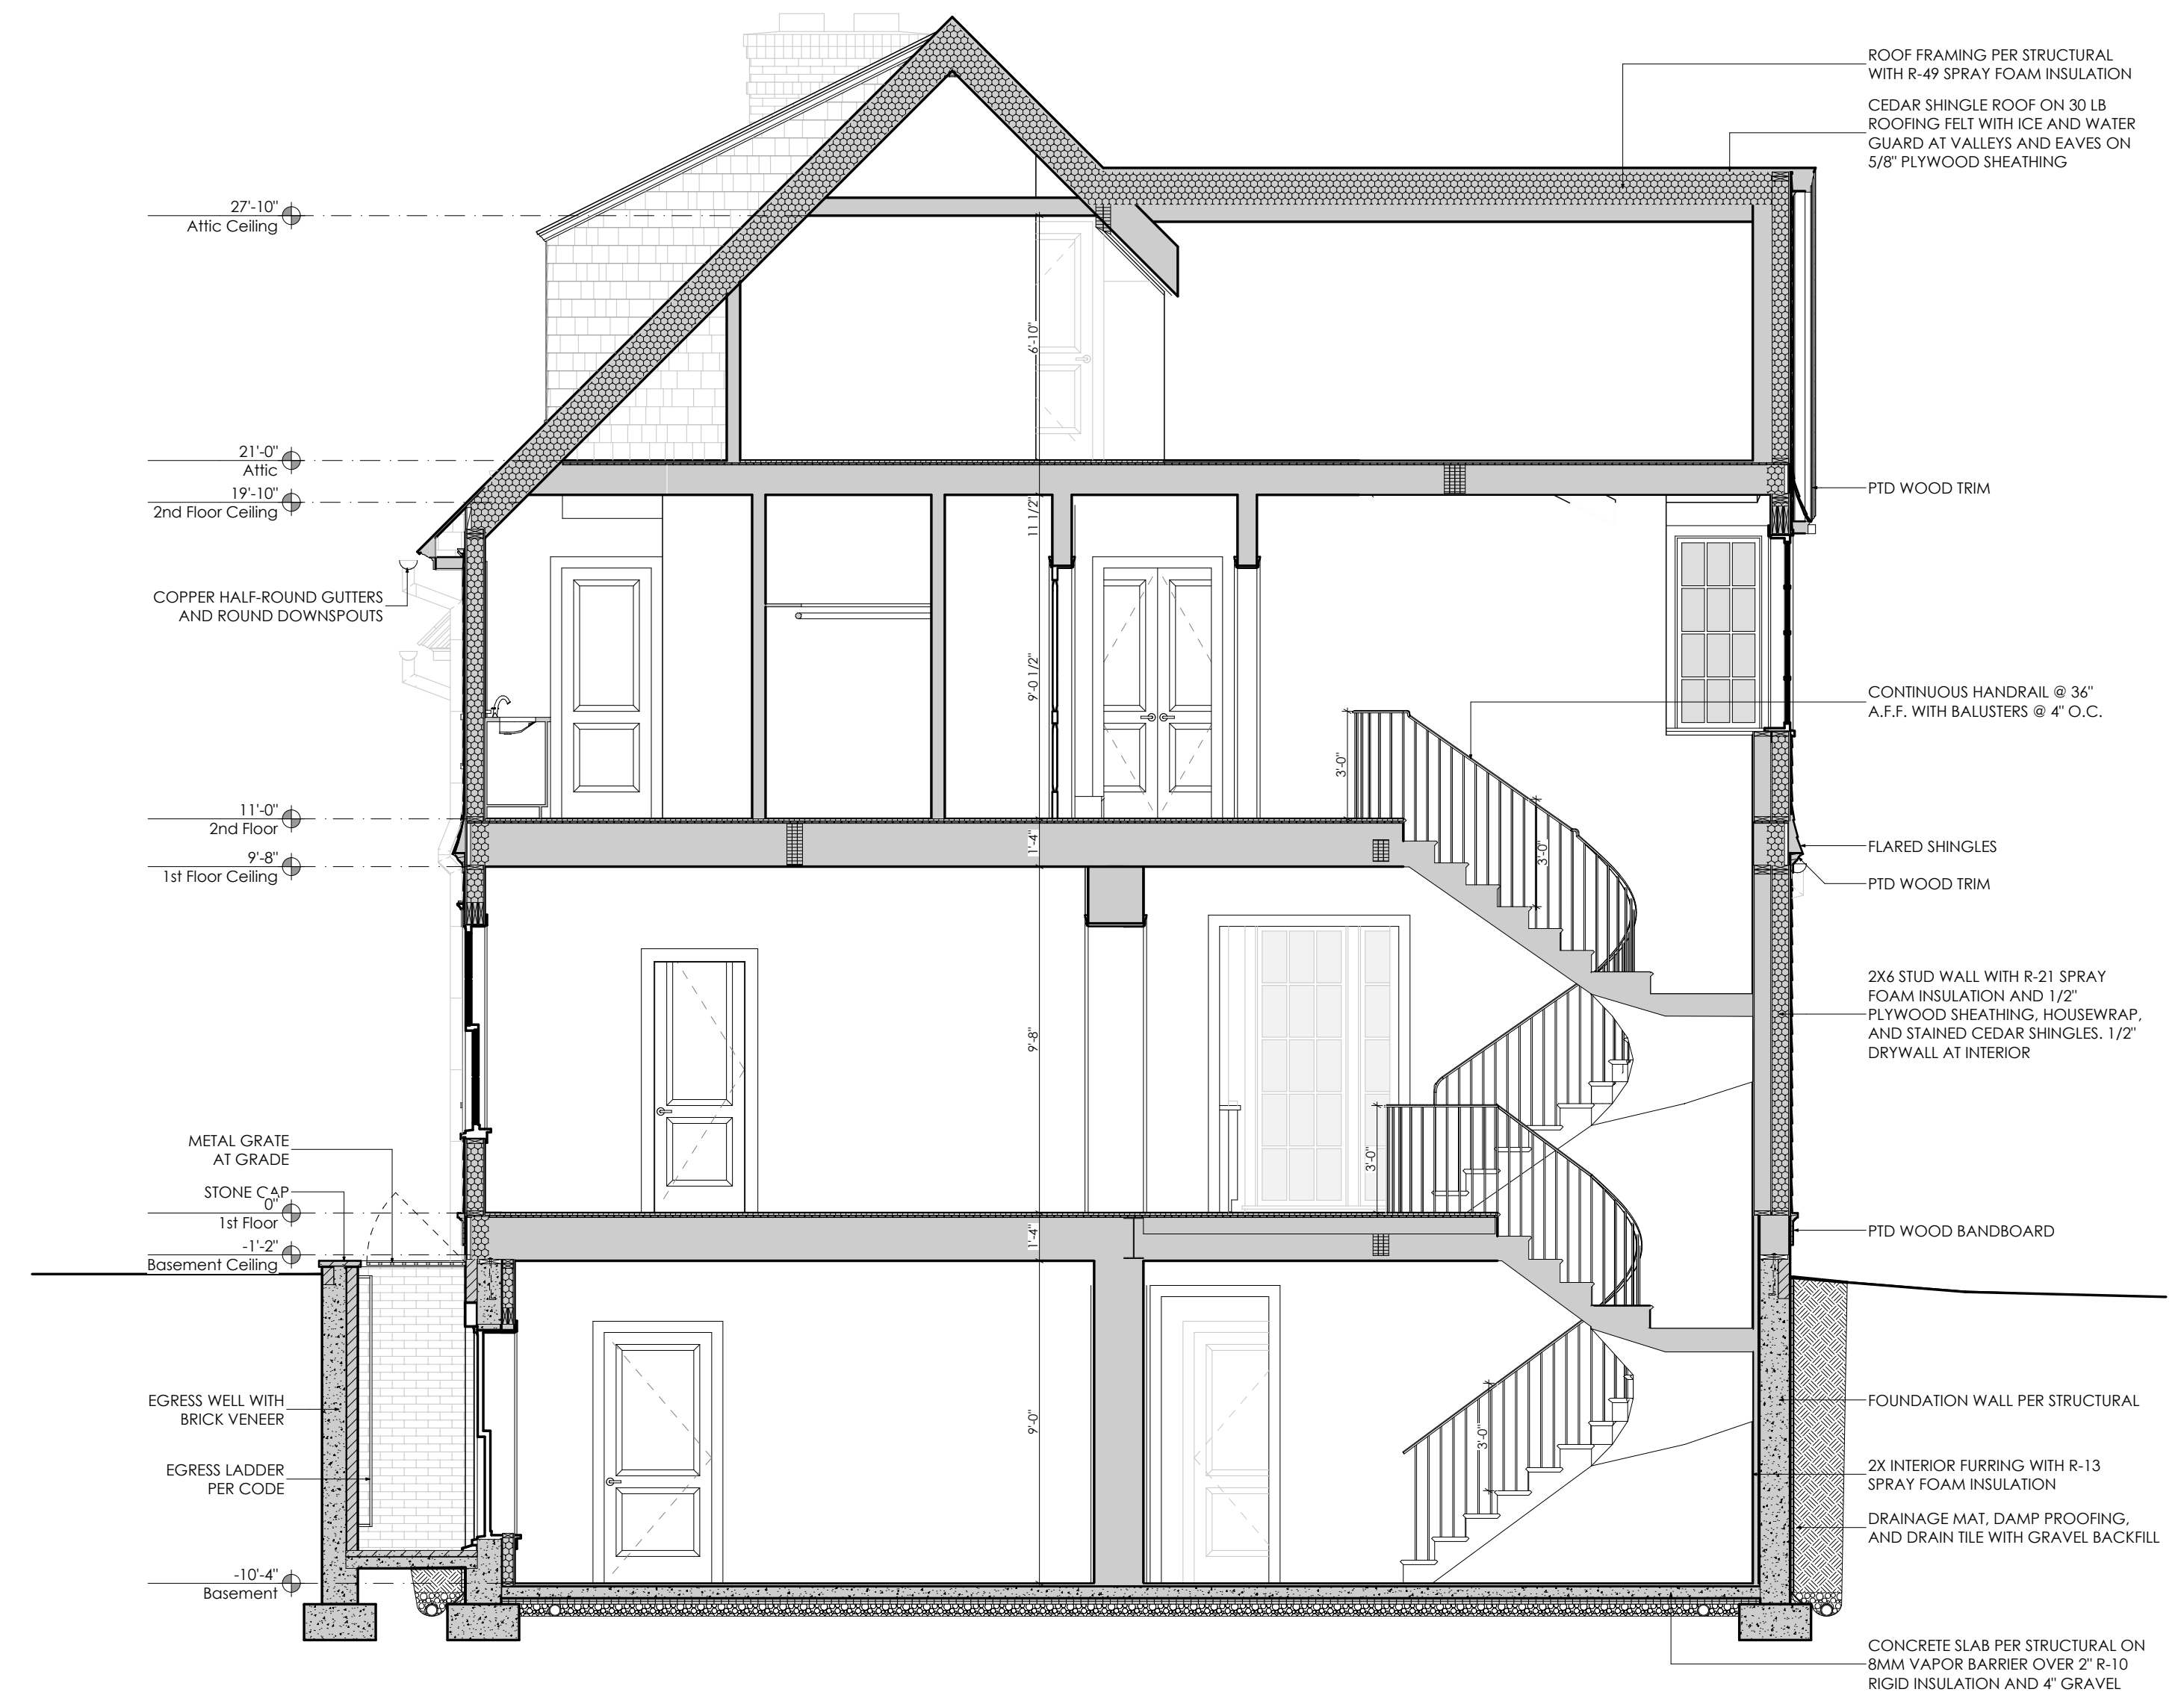 ROOF FRAMING PER STRUCTURAL
WITH R-49 SPRAY FOAM INSULATION
CEDAR SHINGLE ROOF ON 30 LB
ROOFING FELT WITH ICE AND WATER
GUARD AT VALLEYS AND EAVES ON
5/8" PLYWOOD SHEATHING
27'-10"
Attic Ceiling
6'-10"
21'-0"
Attic
19'-10"
2nd Floor Ceiling
11 1/2"
PTD WOOD TRIM
COPPER HALF-ROUND GUTTERS
AND ROUND DOWNSPOUTS
9'-0 1/2"
CONTINUOUS HANDRAIL @ 36"
A.F.F. WITH BALUSTERS @ 4" O.C.
3'-0"
11'-0"
2nd Floor
1'-4"
3'-0"
FLARED SHINGLES
9'-8"
1st Floor Ceiling
PTD WOOD TRIM
2X6 STUD WALL WITH R-21 SPRAY
FOAM INSULATION AND 1/2"
PLYWOOD SHEATHING, HOUSEWRAP,
AND STAINED CEDAR SHINGLES. 1/2"
DRYWALL AT INTERIOR
9'-8"
METAL GRATE
AT GRADE
3'-0"
STONE CAP
0"
1st Floor
1'-4"
PTD WOOD BANDBOARD
-1'-2"
Basement Ceiling
EGRESS WELL WITH
BRICK VENEER
9'-0"
3'-0"
FOUNDATION WALL PER STRUCTURAL
EGRESS LADDER
PER CODE
2X INTERIOR FURRING WITH R-13
SPRAY FOAM INSULATION
DRAINAGE MAT, DAMP PROOFING,
AND DRAIN TILE WITH GRAVEL BACKFILL
-10'-4"
Basement
CONCRETE SLAB PER STRUCTURAL ON
8MM VAPOR BARRIER OVER 2" R-10
RIGID INSULATION AND 4" GRAVEL